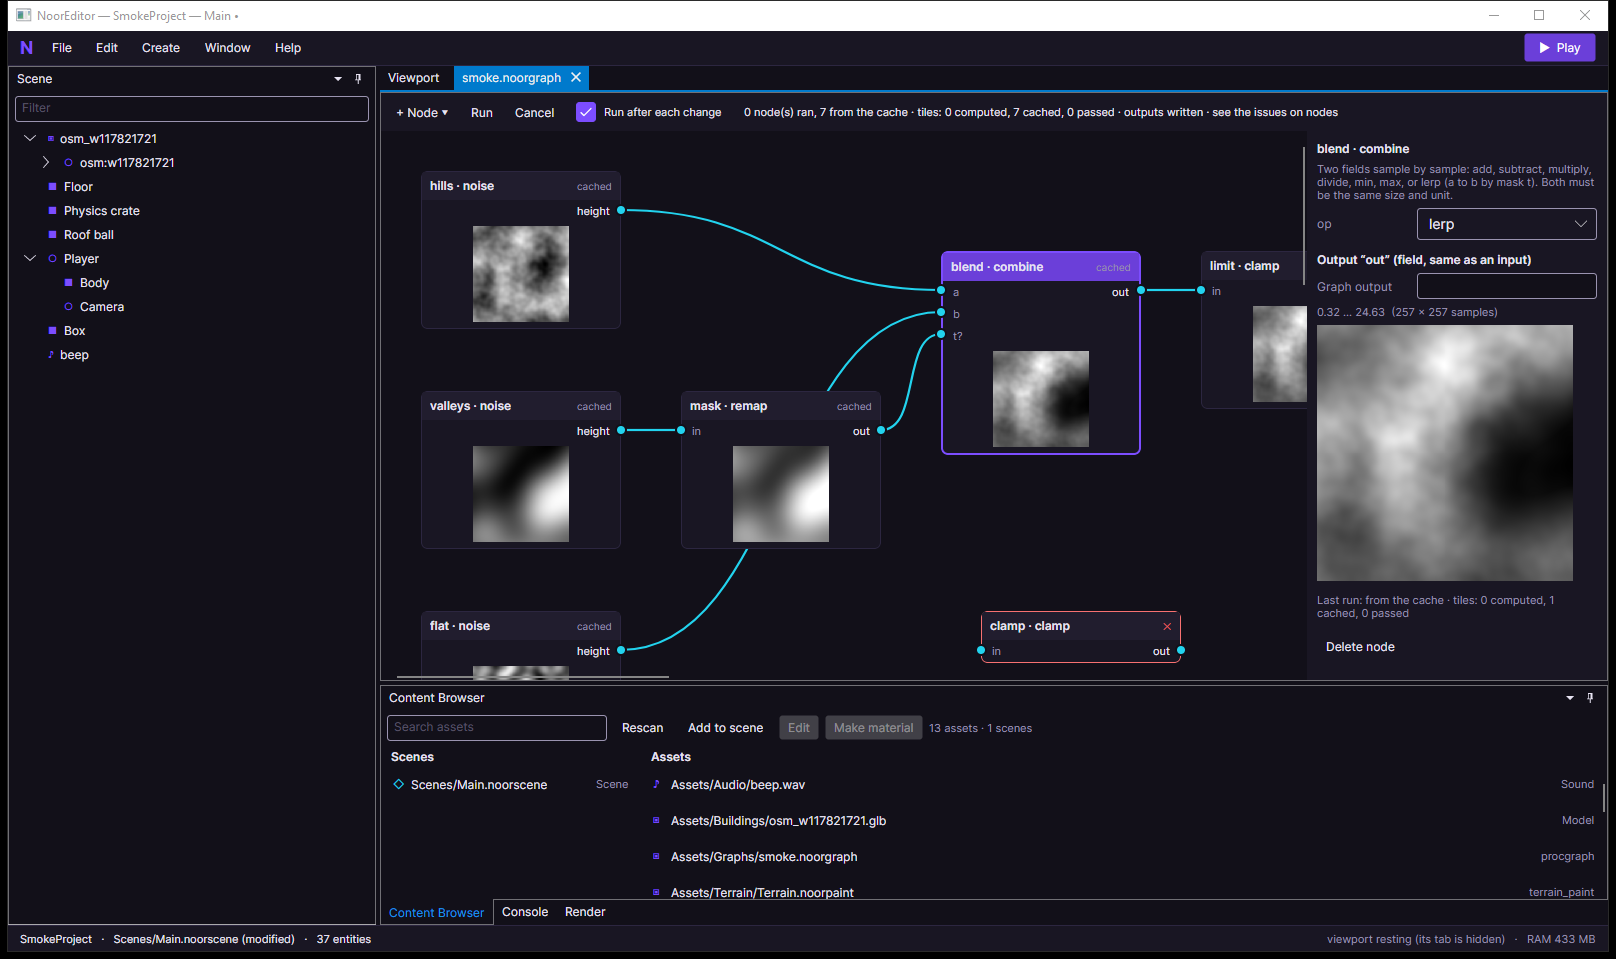 NoorEditor — SmokeProject — Main •
N File Edit Create Window Help
Play
Scene
Filter
osm_w117821721
osm:w117821721
Floor
Physics crate
Roof ball
Player
Body
Camera
Box
beep
Viewport smoke.noorgraph
+ Node Run Cancel Run after each change 0 node(s) ran, 7 from the cache · tiles: 0 computed, 7 cached, 0 passed · outputs written · see the issues on nodes
hills · noise cached
height
valleys · noise cached
height
mask · remap cached
in out
flat · noise cached
height
blend · combine cached
a out
b
t?
limit · clamp
in
clamp · clamp
in out
blend · combine
Two fields sample by sample: add, subtract, multiply,
divide, min, max, or lerp (a to b by mask t). Both must
be the same size and unit.
op lerp
Output “out” (field, same as an input)
Graph output
0.32 … 24.63 (257 × 257 samples)
Last run: from the cache · tiles: 0 computed, 1
cached, 0 passed
Delete node
Content Browser
Search assets Rescan Add to scene Edit Make material 13 assets · 1 scenes
Scenes
Scenes/Main.noorscene Scene
Assets
Assets/Audio/beep.wav Sound
Assets/Buildings/osm_w117821721.glb Model
Assets/Graphs/smoke.noorgraph procgraph
Assets/Terrain/Terrain.noorpaint terrain_paint
Content Browser Console Render
SmokeProject · Scenes/Main.noorscene (modified) · 37 entities
viewport resting (its tab is hidden) · RAM 433 MB